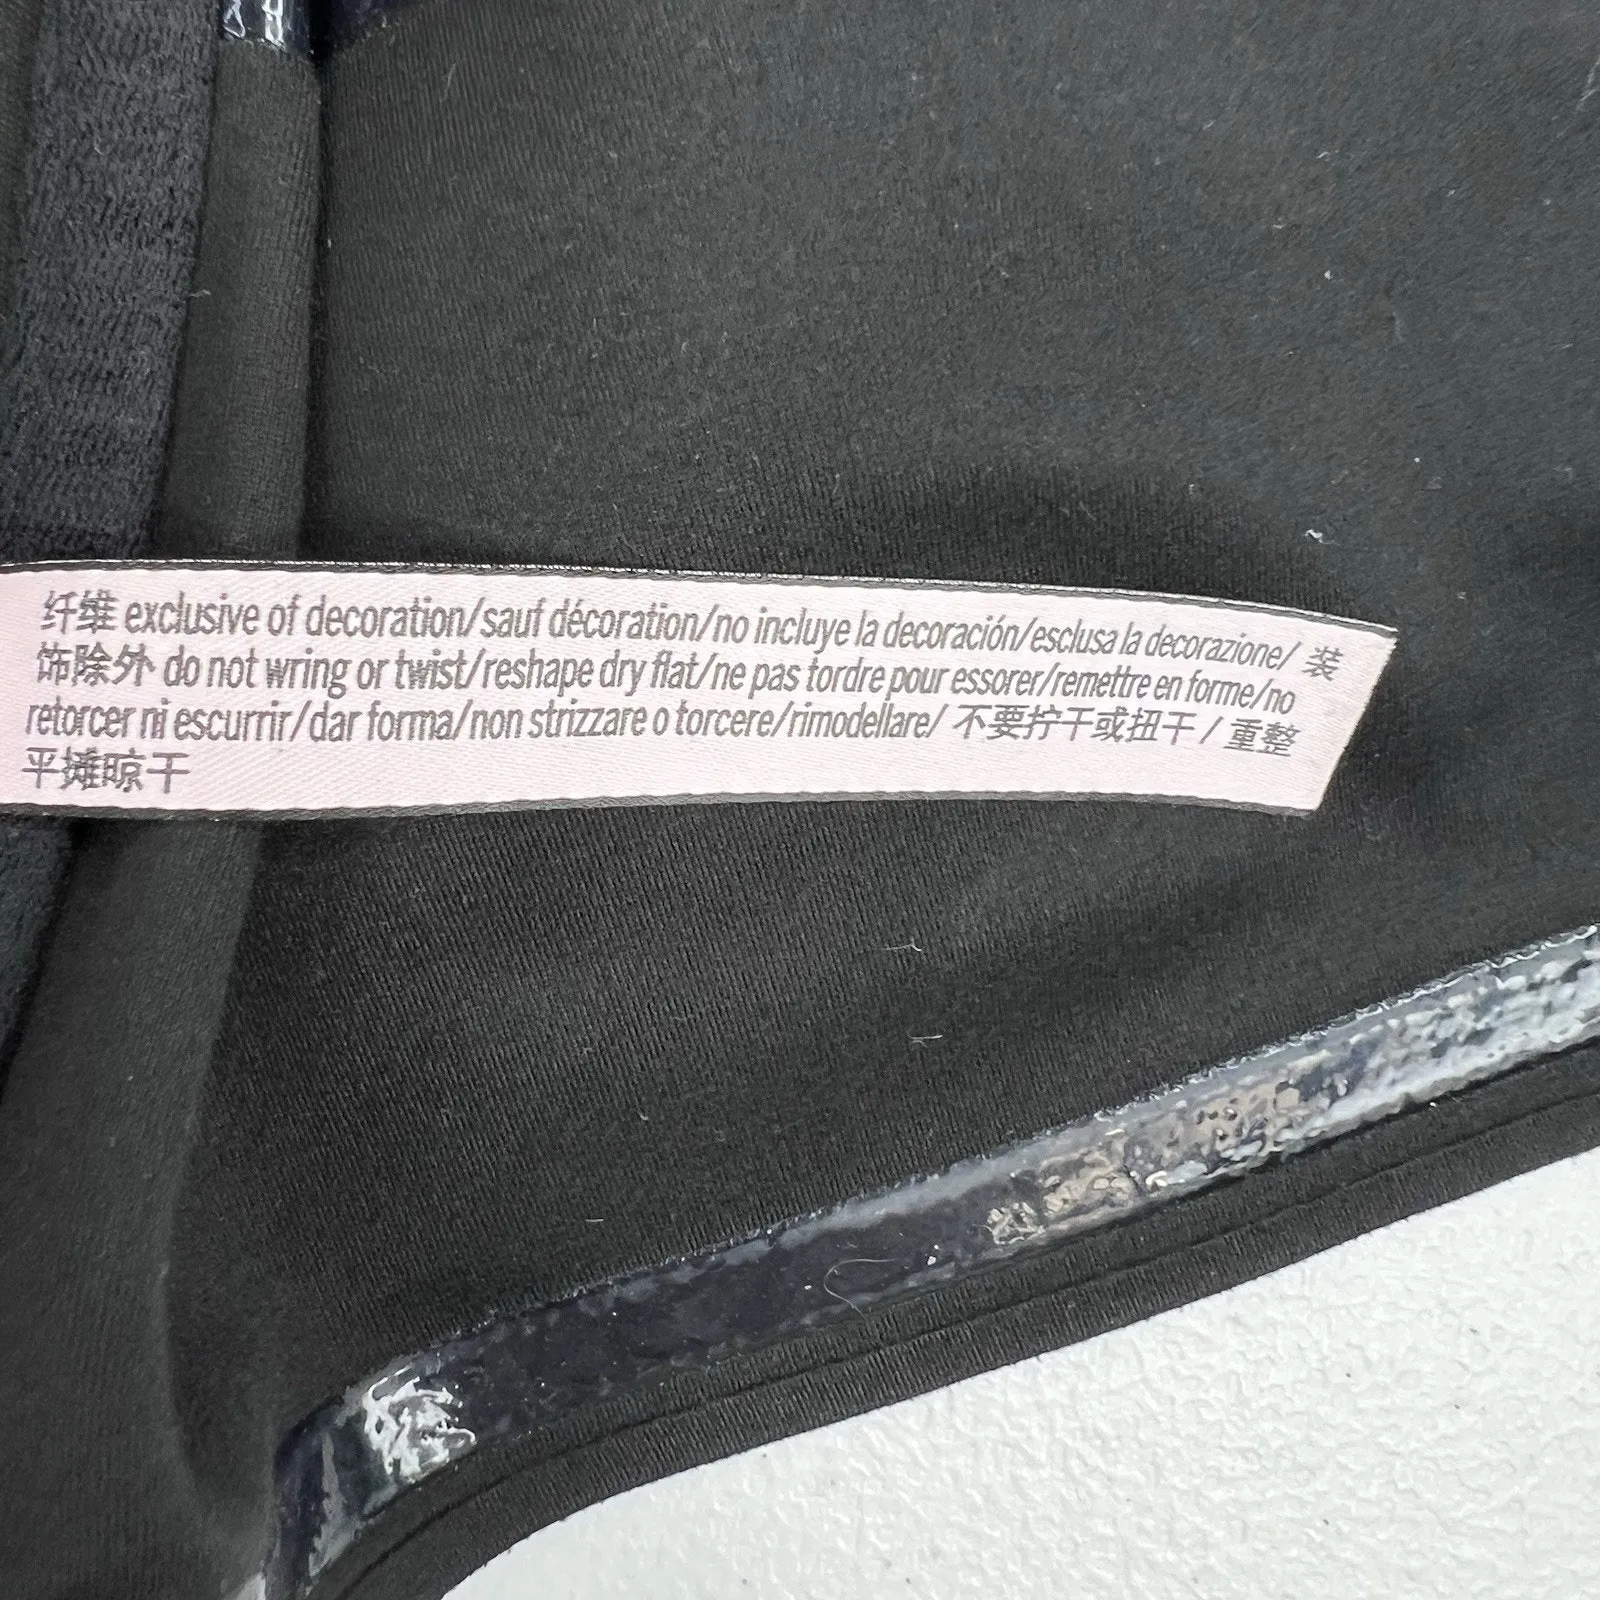 纤维 exclusive of decoration/sauf décoration/no incluye la decoración/esclusa la decorazione/ 装
饰除外 do not wring or twist/reshape dry flat/ne pas tordre pour essorer/remettre en forme/no
retorcer ni escurrir/dar forma/non strizzare o torcere/rimodellare/ 不要拧干或扭干 / 重整
平摊晾干